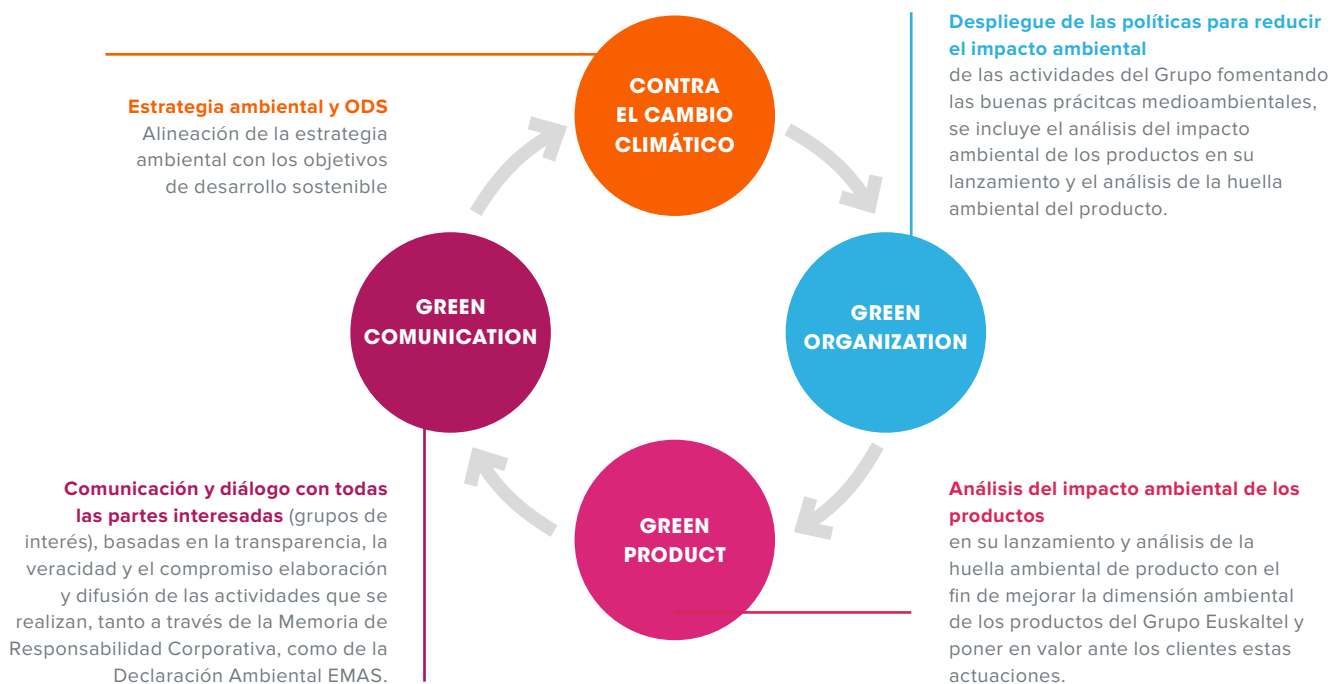 CONTRA
EL CAMBIO
CLIMÁTICO
Estrategia ambiental y ODS
Alineación de la estrategia
ambiental con los objetivos
de desarrollo sostenible
Despliegue de las políticas para reducir
el impacto ambiental
de las actividades del Grupo fomentando
las buenas prácitcas medioambientales,
se incluye el análisis del impacto
ambiental de los productos en su
lanzamiento y el análisis de la huella
ambiental del producto.
GREEN
COMUNICATION
GREEN
ORGANIZATION
GREEN
PRODUCT
Comunicación y diálogo con todas
las partes interesadas (grupos de
interés), basadas en la transparencia, la
veracidad y el compromiso elaboración
y difusión de las actividades que se
realizan, tanto a través de la Memoria de
Responsabilidad Corporativa, como de la
Declaración Ambiental EMAS.
Análisis del impacto ambiental de los
productos
en su lanzamiento y análisis de la
huella ambiental de producto con el
fin de mejorar la dimensión ambiental
de los productos del Grupo Euskaltel y
poner en valor ante los clientes estas
actuaciones.